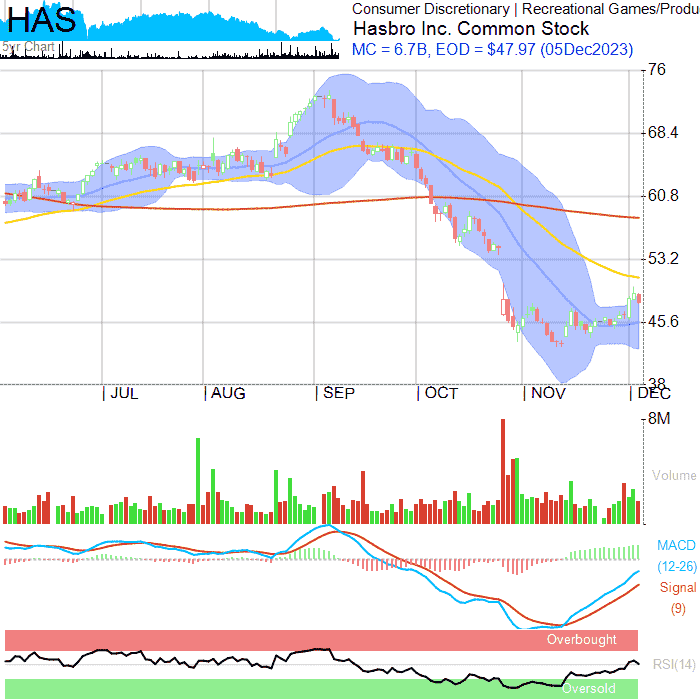 HAS
5yr Chart
Consumer Discretionary | Recreational Games/Produ
Hasbro Inc. Common Stock
MC = 6.7B, EOD = $47.97 (05Dec2023)
76
68.4
60.8
53.2
45.6
38
JUL AUG SEP OCT NOV DEC
8M
Volume
MACD
(12-26)
Signal
(9)
Overbought
RSI(14)
Oversold